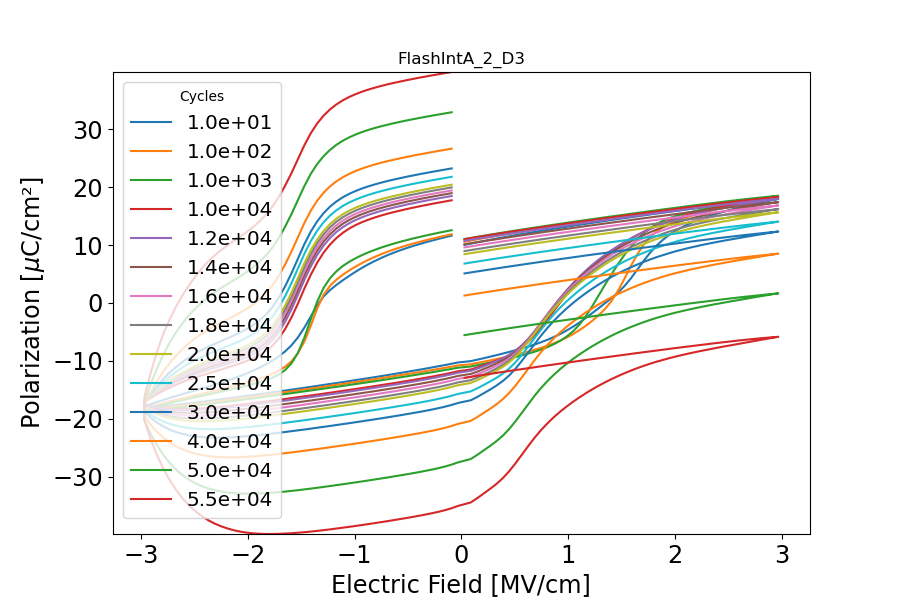 FlashIntA_2_D3
Cycles
1.0e+01
1.0e+02
1.0e+03
1.0e+04
1.2e+04
1.4e+04
1.6e+04
1.8e+04
2.0e+04
2.5e+04
3.0e+04
4.0e+04
5.0e+04
5.5e+04
Polarization [μC/cm²]
30
20
10
0
−10
−20
−30
−3 −2 −1 0 1 2 3
Electric Field [MV/cm]